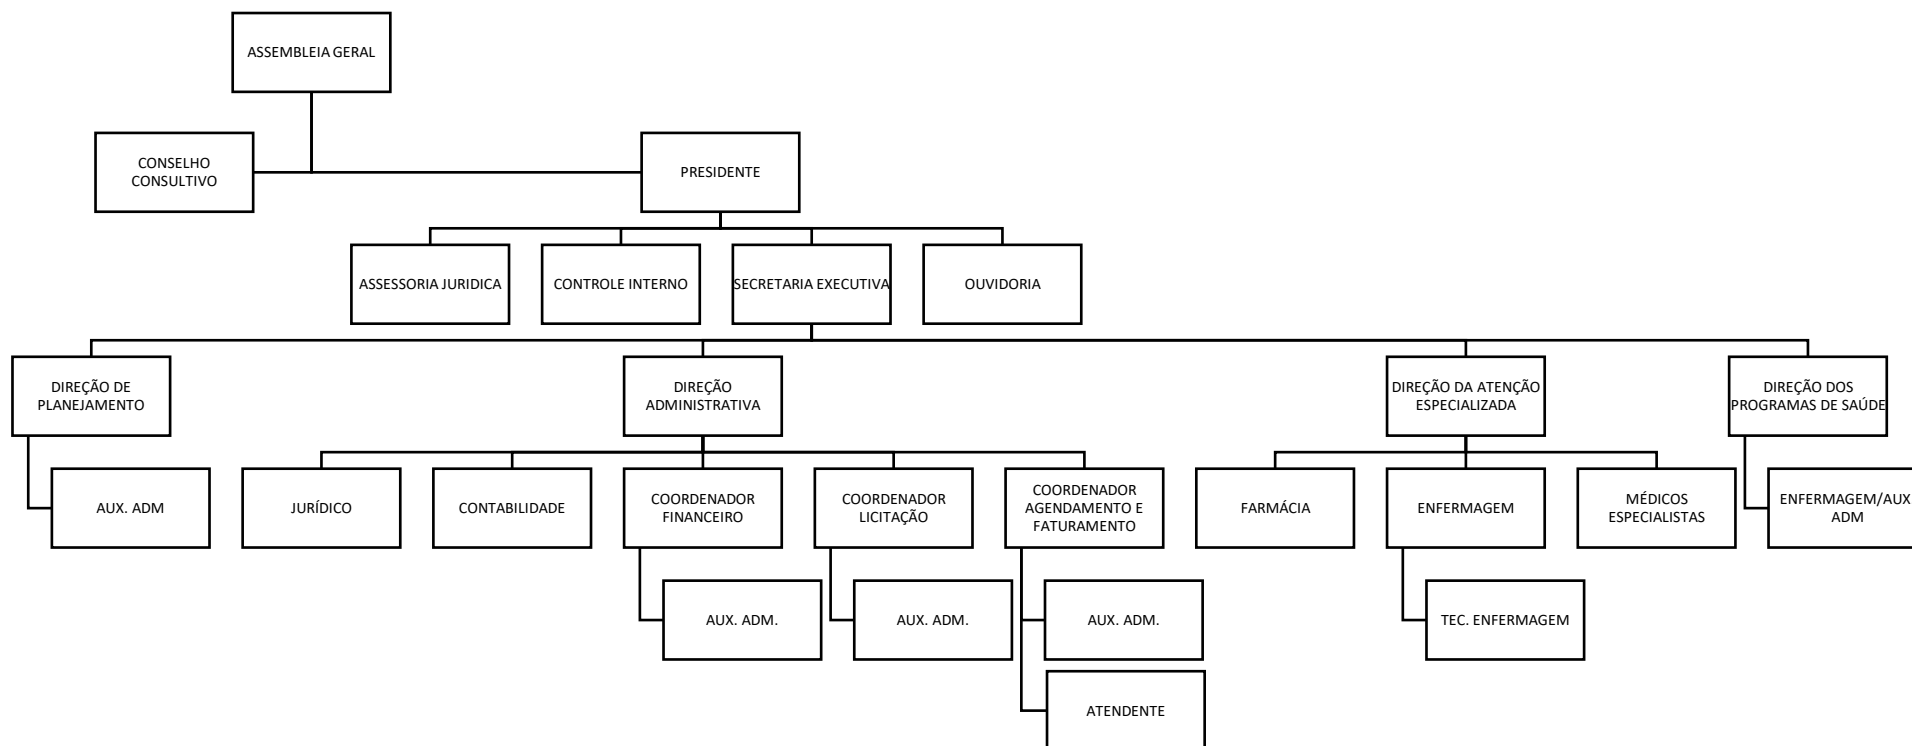 ASSEMBLEIA GERAL
CONSELHO
CONSULTIVO
PRESIDENTE
ASSESSORIA JURIDICA
CONTROLE INTERNO
SECRETARIA EXECUTIVA
OUVIDORIA
DIREÇÃO DE
PLANEJAMENTO
DIREÇÃO
ADMINISTRATIVA
DIREÇÃO DA ATENÇÃO
ESPECIALIZADA
DIREÇÃO DOS
PROGRAMAS DE SAÚDE
AUX. ADM
JURÍDICO
CONTABILIDADE
COORDENADOR
FINANCEIRO
COORDENADOR
LICITAÇÃO
COORDENADOR
AGENDAMENTO E
FATURAMENTO
FARMÁCIA
ENFERMAGEM
MÉDICOS
ESPECIALISTAS
ENFERMAGEM/AUX
ADM
AUX. ADM.
AUX. ADM.
AUX. ADM.
TEC. ENFERMAGEM
ATENDENTE